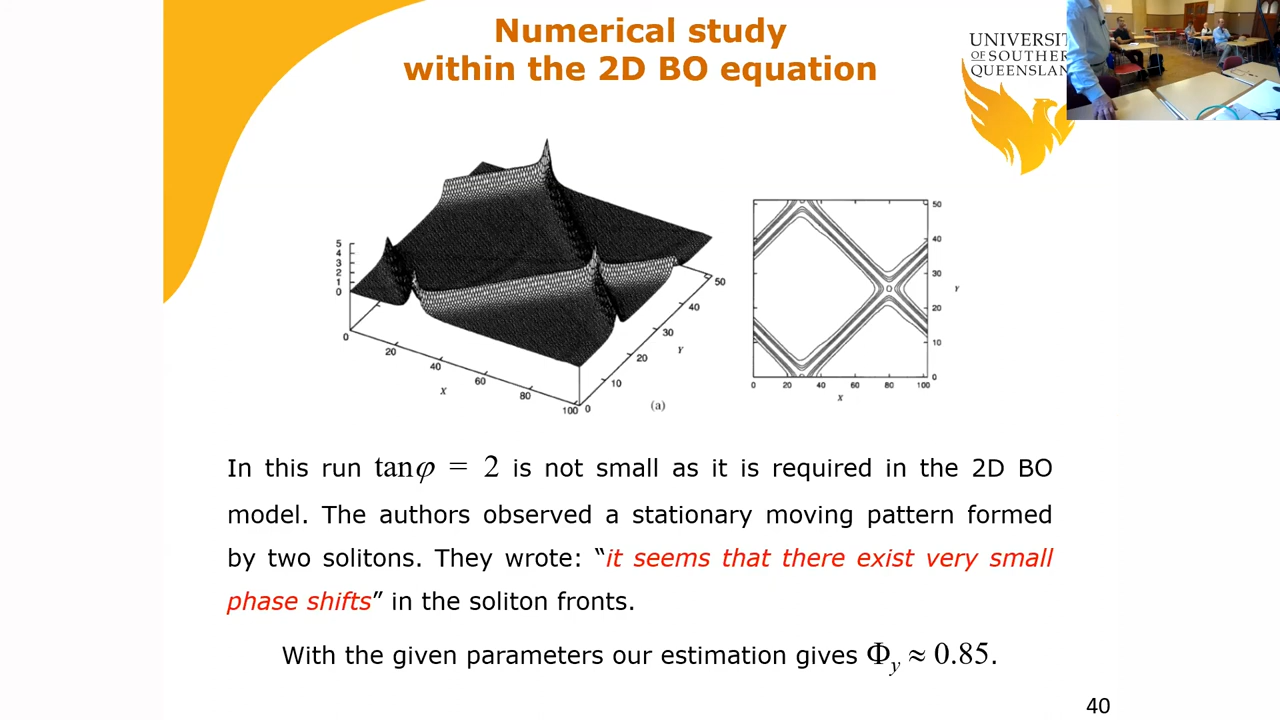 Numerical study
within the 2D BO equation
UNIVERSIT
OF SOUTHER
QUEENSLAN
5
4
3
2
1
0
0
20
40
60
80
100
X
0
10
20
30
40
50
Y
(a)
50
40
30
20
10
0
Y
0 20 40 60 80 100
X
In this run tanφ = 2 is not small as it is required in the 2D BO
model. The authors observed a stationary moving pattern formed
by two solitons. They wrote: “it seems that there exist very small
phase shifts” in the soliton fronts.
With the given parameters our estimation gives Φy ≈ 0.85.
40